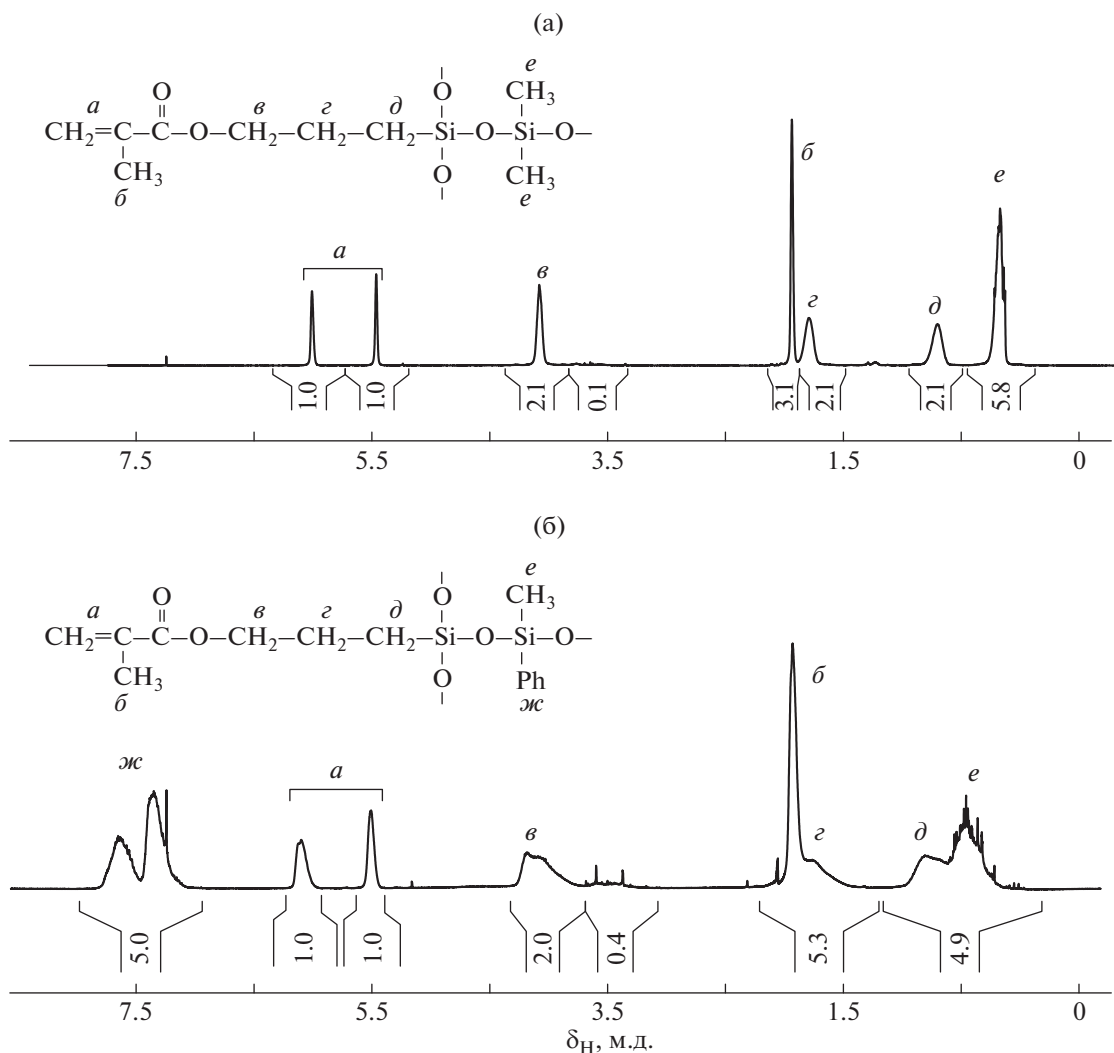 (а)
е
O CH₃
а O в г д
CH₂=C–C–O–CH₂–CH₂–CH₂–Si–O–Si–O–
CH₃ O CH₃
б е
а в б г д е
1.0 1.0 2.1 0.1 3.1 2.1 2.1 5.8
7.5 5.5 3.5 1.5 0
(б)
е
O CH₃
а O в г д
CH₂=C–C–O–CH₂–CH₂–CH₂–Si–O–Si–O–
CH₃ O Ph
б ж
ж а в б г д е
5.0 1.0 1.0 2.0 0.4 5.3 4.9
7.5 5.5 3.5 1.5 0
δH, м.д.